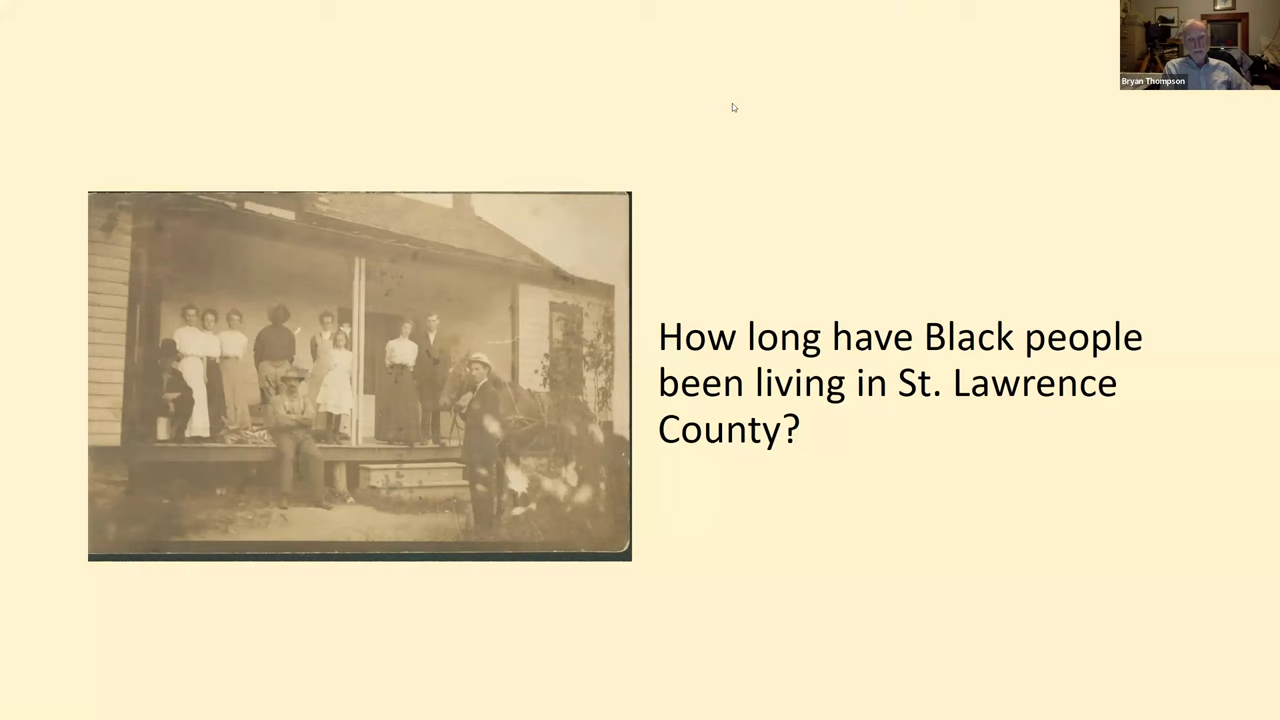 Bryan Thompson
How long have Black people
been living in St. Lawrence
County?